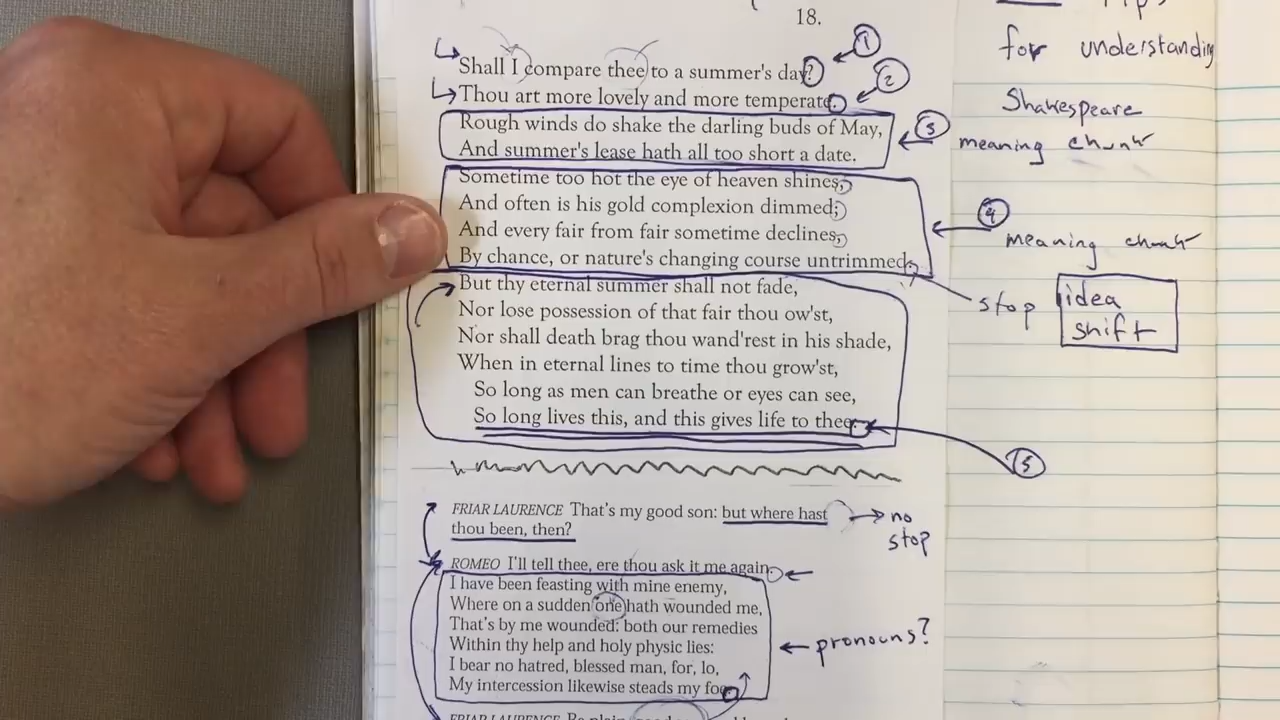 Tips
18.
for understanding
①
Shall I compare thee to a summer's day?
②
Thou art more lovely and more temperate.
Shakespeare
Rough winds do shake the darling buds of May,
③
And summer's lease hath all too short a date.
meaning chunk
Sometime too hot the eye of heaven shines,
And often is his gold complexion dimmed;
④
And every fair from fair sometime declines,
meaning chunk
By chance, or nature's changing course untrimmed.
stop
idea
shift
But thy eternal summer shall not fade,
Nor lose possession of that fair thou ow'st,
Nor shall death brag thou wand'rest in his shade,
When in eternal lines to time thou grow'st,
So long as men can breathe or eyes can see,
So long lives this, and this gives life to thee.
⑤
FRIAR LAURENCE That's my good son: but where hast
thou been, then?
no
stop
ROMEO I'll tell thee, ere thou ask it me again.
I have been feasting with mine enemy,
Where on a sudden one hath wounded me,
That's by me wounded: both our remedies
Within thy help and holy physic lies:
I bear no hatred, blessed man, for, lo,
My intercession likewise steads my foe.
pronouns?
FRIAR LAURENCE Be plain, good